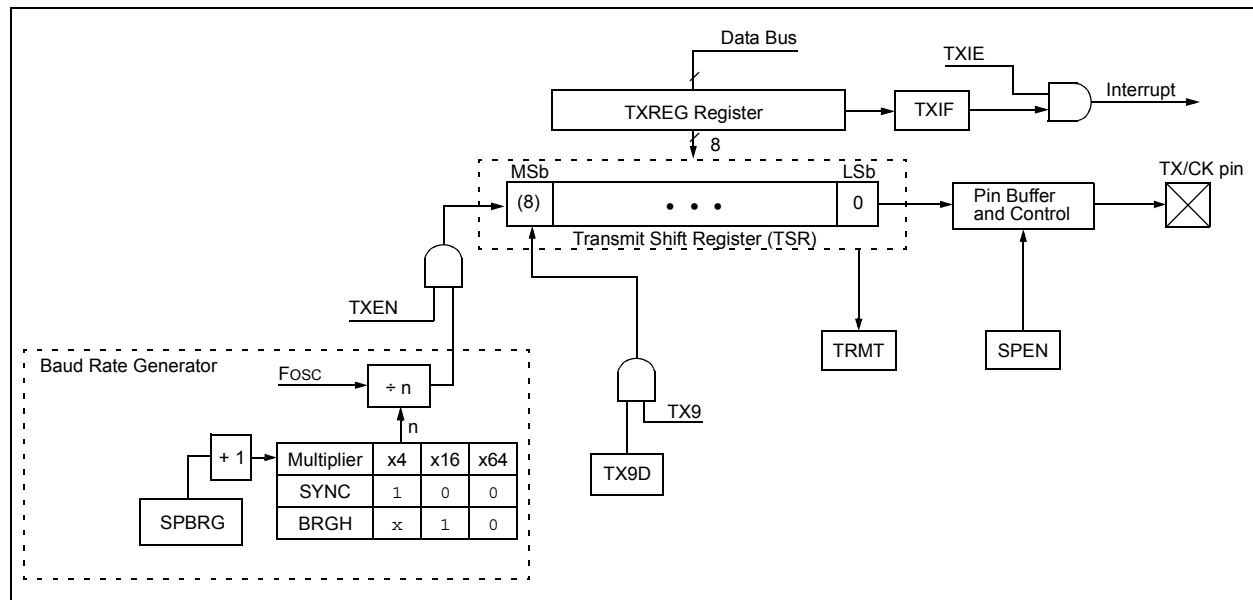 Data Bus
TXIE
Interrupt
TXREG Register
TXIF
8
MSb
LSb
TX/CK pin
(8)
• • •
0
Pin Buffer
and Control
Transmit Shift Register (TSR)
TXEN
TRMT
SPEN
Baud Rate Generator
FOSC
÷ n
n
TX9
+ 1
Multiplier x4 x16 x64
TX9D
SYNC 1 0 0
SPBRG
BRGH x 1 0